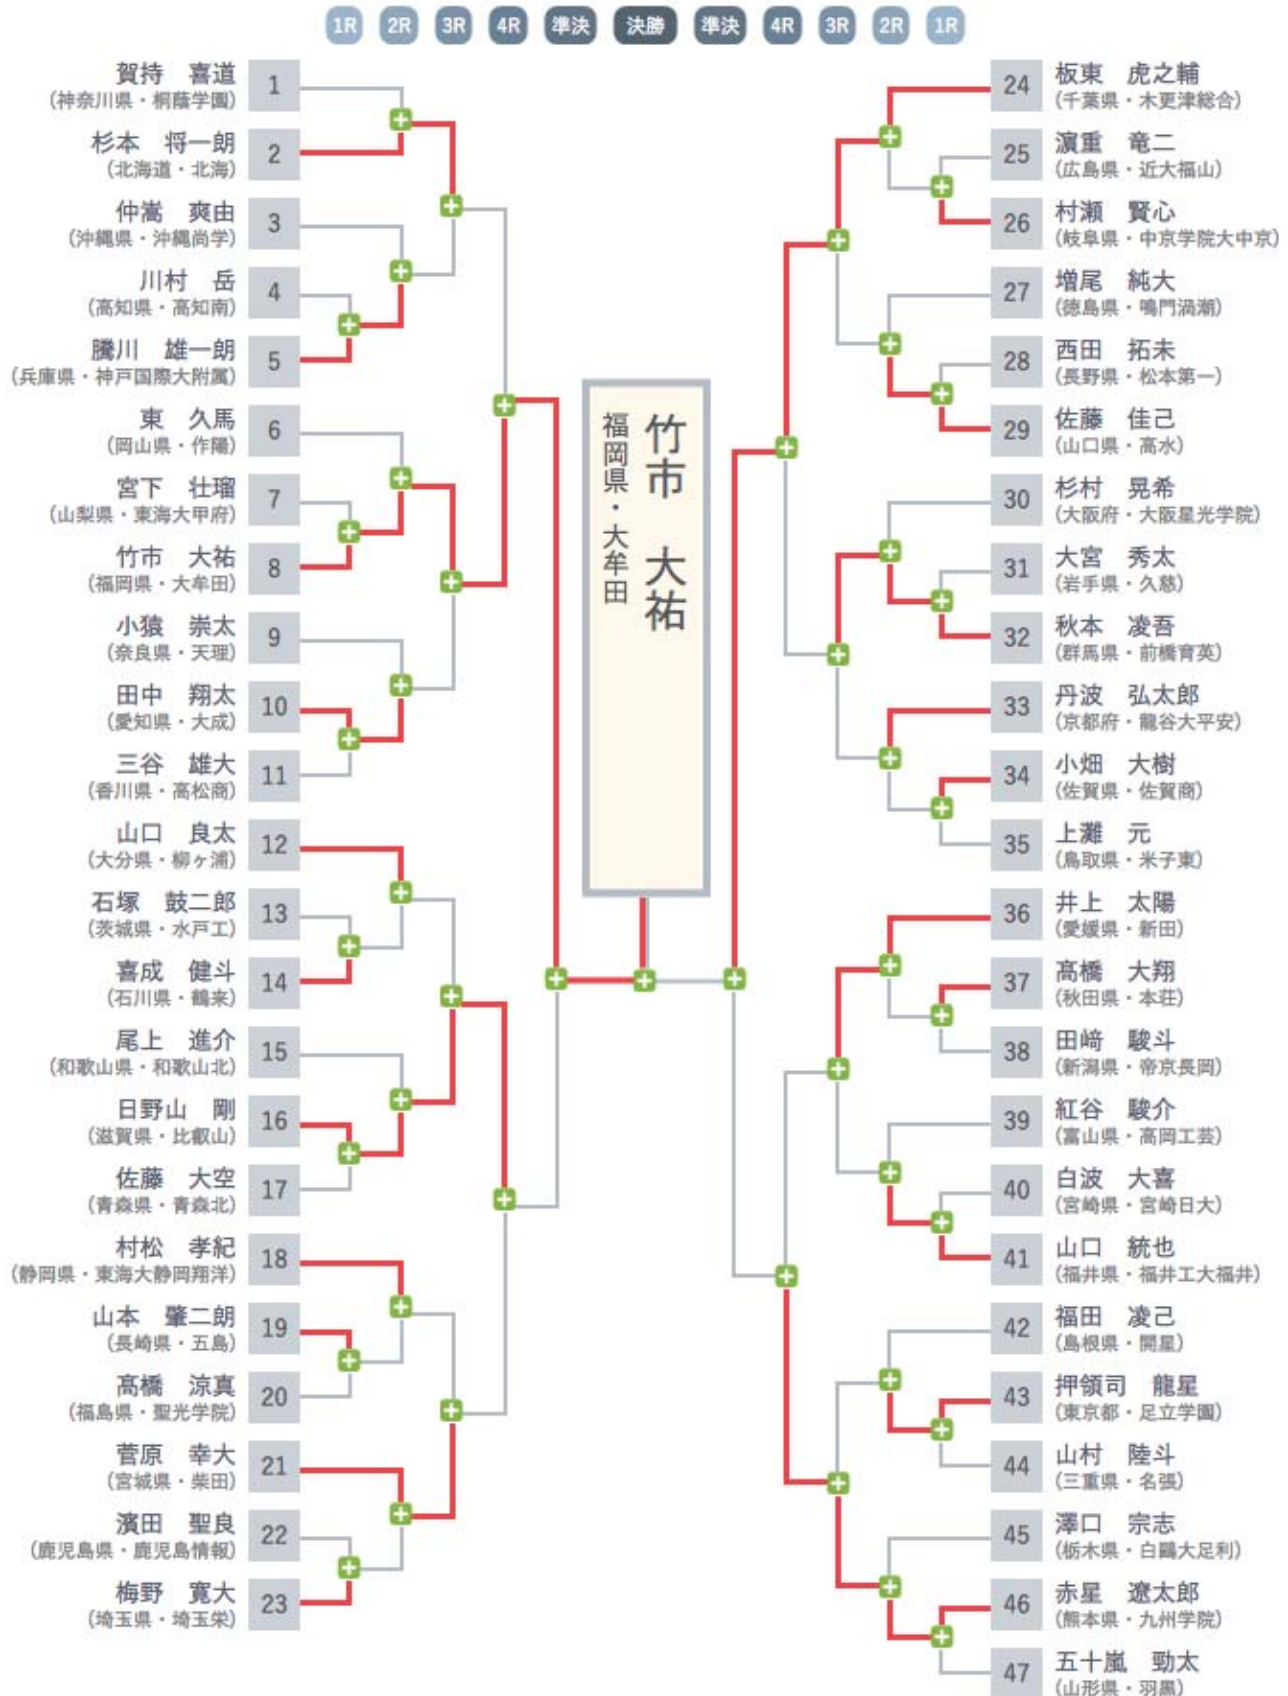 1R 2R 3R 4R 準決 決勝 準決 4R 3R 2R 1R
賀持 喜道
(神奈川県・桐蔭学園)
1
杉本 将一朗
(北海道・北海)
2
仲嵩 爽由
(沖縄県・沖縄尚学)
3
川村 岳
(高知県・高知南)
4
騰川 雄一朗
(兵庫県・神戸国際大附属)
5
東 久馬
(岡山県・作陽)
6
宮下 壮瑠
(山梨県・東海大甲府)
7
竹市 大祐
(福岡県・大牟田)
8
小猿 崇太
(奈良県・天理)
9
田中 翔太
(愛知県・大成)
10
三谷 雄大
(香川県・高松商)
11
山口 良太
(大分県・柳ヶ浦)
12
石塚 鼓二郎
(茨城県・水戸工)
13
喜成 健斗
(石川県・鶴来)
14
尾上 進介
(和歌山県・和歌山北)
15
日野山 剛
(滋賀県・比叡山)
16
佐藤 大空
(青森県・青森北)
17
村松 孝紀
(静岡県・東海大静岡翔洋)
18
山本 肇二朗
(長崎県・五島)
19
髙橋 涼真
(福島県・聖光学院)
20
菅原 幸大
(宮城県・柴田)
21
濱田 聖良
(鹿児島県・鹿児島情報)
22
梅野 寛大
(埼玉県・埼玉栄)
23
竹市 大祐
福岡県・大牟田
24
板東 虎之輔
(千葉県・木更津総合)
25
濵重 竜二
(広島県・近大福山)
26
村瀬 賢心
(岐阜県・中京学院大中京)
27
増尾 純大
(徳島県・鳴門渦潮)
28
西田 拓未
(長野県・松本第一)
29
佐藤 佳己
(山口県・高水)
30
杉村 晃希
(大阪府・大阪星光学院)
31
大宮 秀太
(岩手県・久慈)
32
秋本 凌吾
(群馬県・前橋育英)
33
丹波 弘太郎
(京都府・龍谷大平安)
34
小畑 大樹
(佐賀県・佐賀商)
35
上灘 元
(鳥取県・米子東)
36
井上 太陽
(愛媛県・新田)
37
髙橋 大翔
(秋田県・本荘)
38
田﨑 駿斗
(新潟県・帝京長岡)
39
紅谷 駿介
(富山県・高岡工芸)
40
白波 大喜
(宮崎県・宮崎日大)
41
山口 統也
(福井県・福井工大福井)
42
福田 凌己
(島根県・開星)
43
押領司 龍星
(東京都・足立学園)
44
山村 陸斗
(三重県・名張)
45
澤口 宗志
(栃木県・白鷗大足利)
46
赤星 遼太郎
(熊本県・九州学院)
47
五十嵐 勁太
(山形県・羽黒)